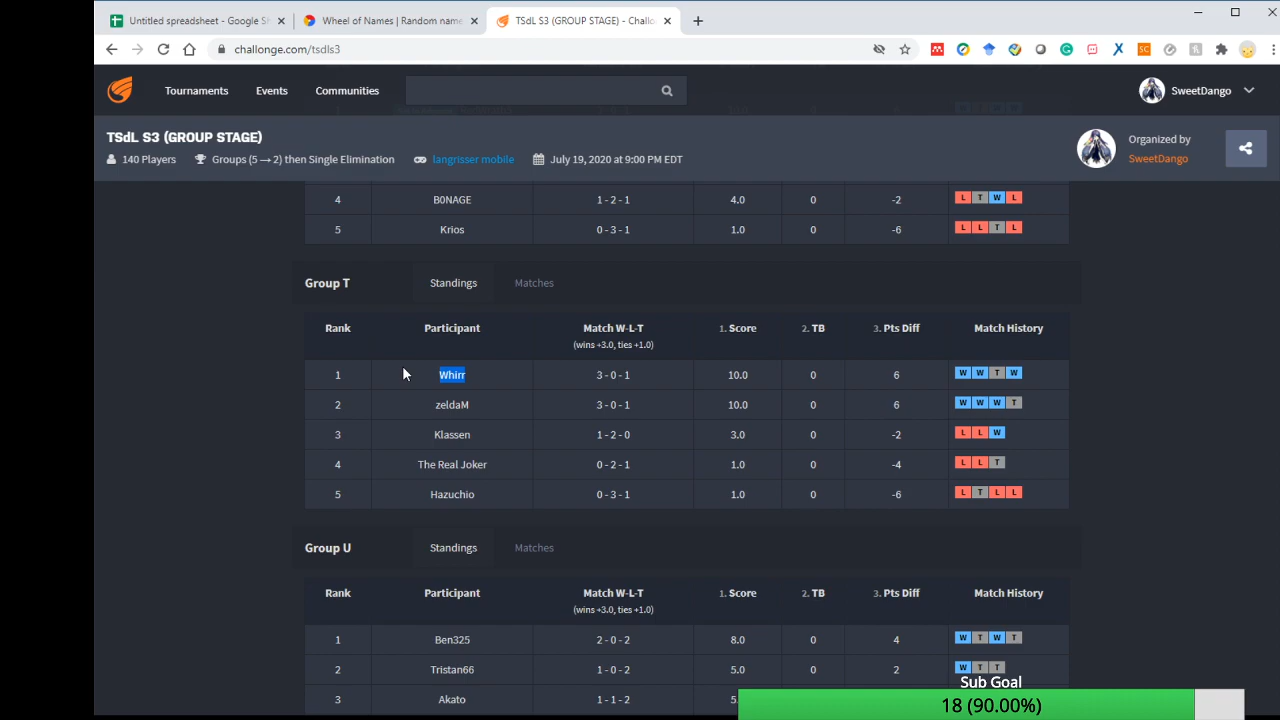 Untitled spreadsheet - Google Sh
Wheel of Names | Random name
TSdL S3 (GROUP STAGE) - Challo
challonge.com/tsdls3
Tournaments Events Communities SweetDango
TSdL S3 (GROUP STAGE)
140 Players Groups (5 → 2) then Single Elimination langrisser mobile July 19, 2020 at 9:00 PM EDT
Organized by
SweetDango
4 B0NAGE 1 - 2 - 1 4.0 0 -2 L T W L
5 Krios 0 - 3 - 1 1.0 0 -6 L L T L
Group T Standings Matches
Rank Participant Match W-L-T 1. Score 2. TB 3. Pts Diff Match History
(wins +3.0, ties +1.0)
1 Whirr 3 - 0 - 1 10.0 0 6 W W T W
2 zeldaM 3 - 0 - 1 10.0 0 6 W W W T
3 Klassen 1 - 2 - 0 3.0 0 -2 L L W
4 The Real Joker 0 - 2 - 1 1.0 0 -4 L L T
5 Hazuchio 0 - 3 - 1 1.0 0 -6 L T L L
Group U Standings Matches
Rank Participant Match W-L-T 1. Score 2. TB 3. Pts Diff Match History
(wins +3.0, ties +1.0)
1 Ben325 2 - 0 - 2 8.0 0 4 W T W T
2 Tristan66 1 - 0 - 2 5.0 0 2 W T T
3 Akato 1 - 1 - 2 5
Sub Goal
18 (90.00%)